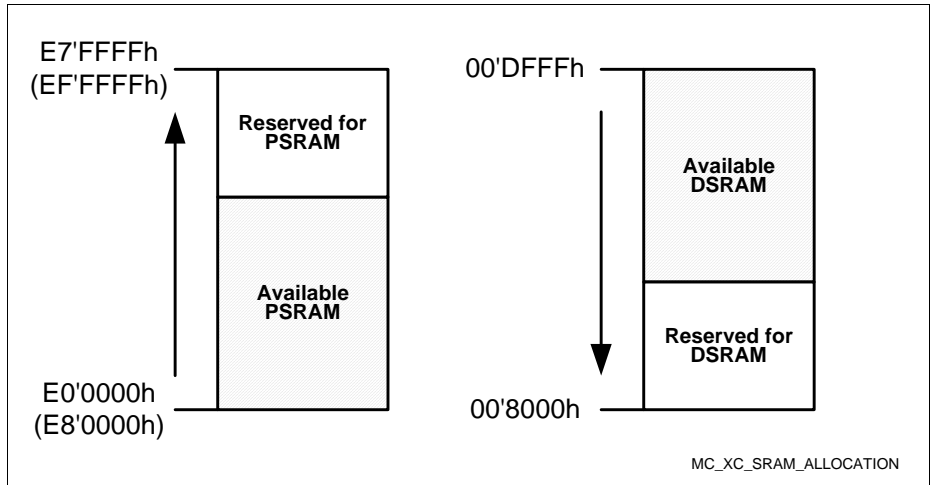 E7'FFFFh
(EF'FFFFh)
Reserved for
PSRAM
Available
PSRAM
E0'0000h
(E8'0000h)
00'DFFFh
Available
DSRAM
Reserved for
DSRAM
00'8000h
MC_XC_SRAM_ALLOCATION